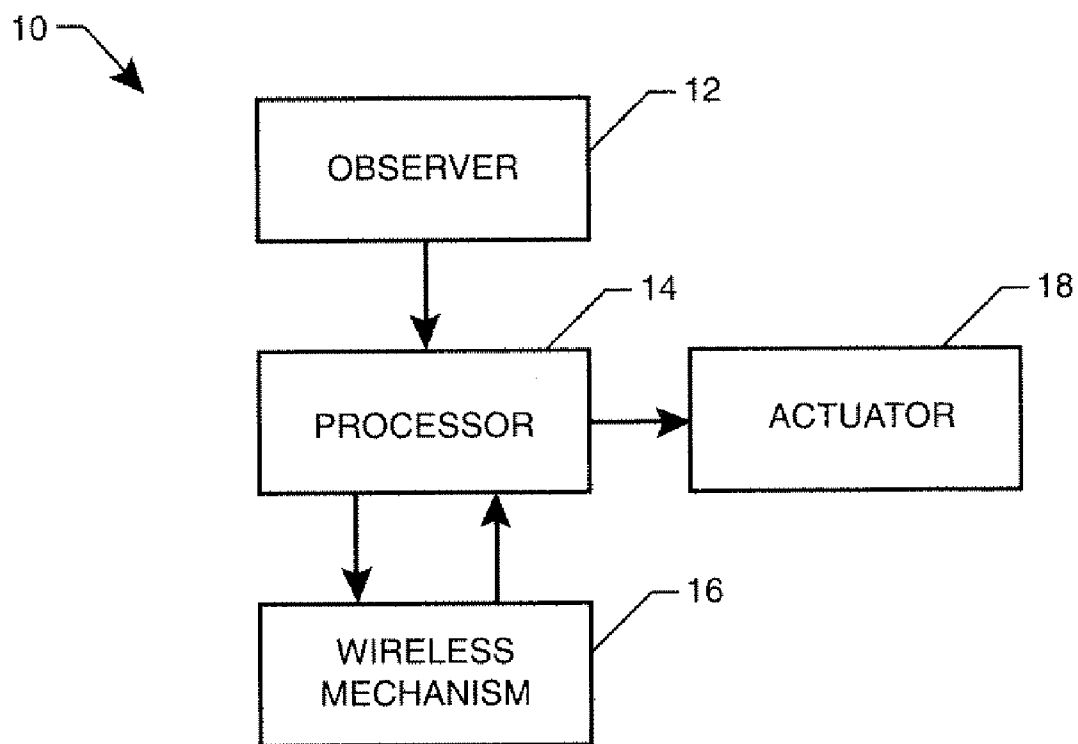 10
12
OBSERVER
14
18
PROCESSOR
ACTUATOR
16
WIRELESS
MECHANISM